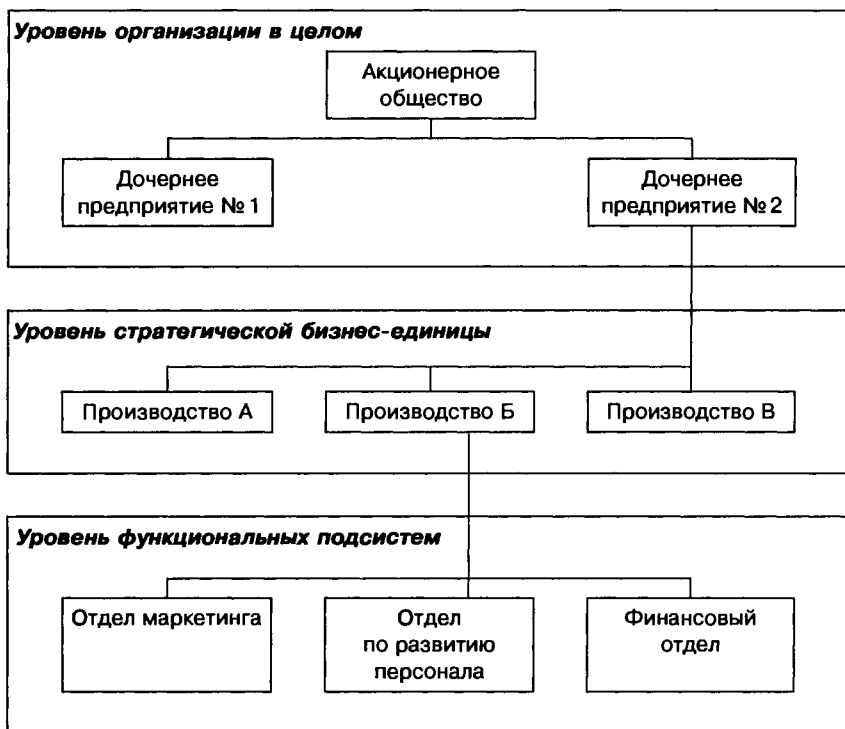 Уровень организации в целом
Акционерное
общество
Дочернее
предприятие № 1
Дочернее
предприятие № 2
Уровень стратегической бизнес-единицы
Производство А
Производство Б
Производство В
Уровень функциональных подсистем
Отдел маркетинга
Отдел
по развитию
персонала
Финансовый
отдел